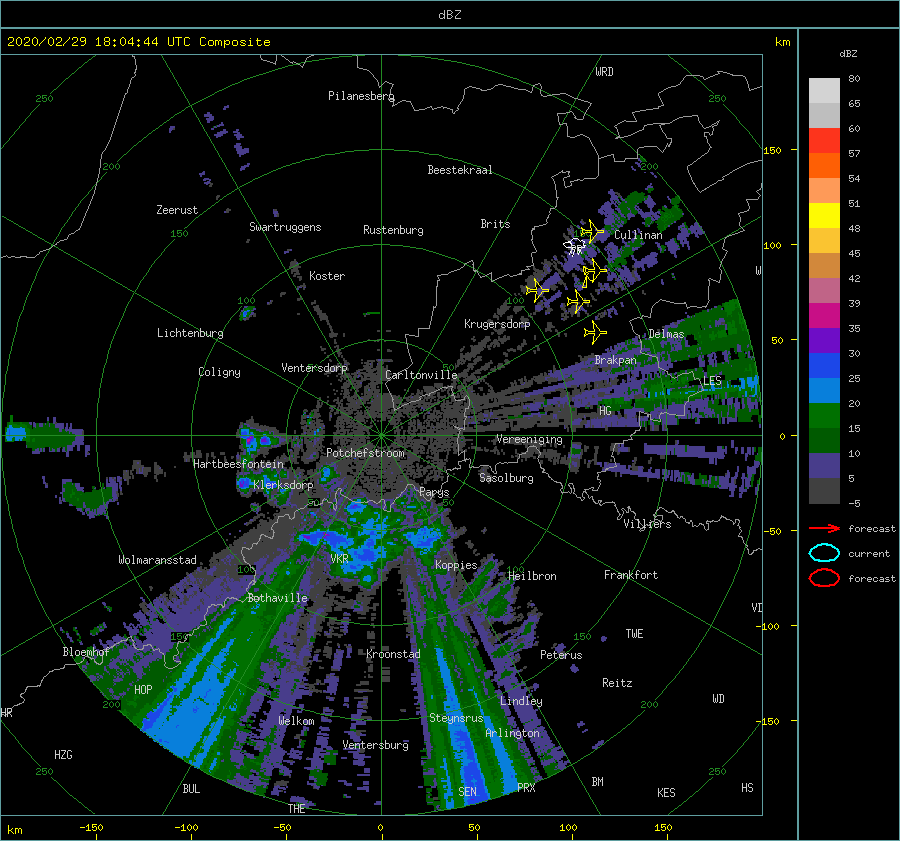 dBZ
2020/02/29 18:04:44 UTC Composite
km
dBZ
WRD
250
Pilanesberg
250
80
65
60
150
57
200
Beestekraal
200
54
Zeerust
51
Swartruggens
Brits
150
Rustenburg
Cullinan
48
100
45
Koster
W
42
100
100
39
Krugersdorp
35
Lichtenburg
Delmas
50
30
Coligny
Ventersdorp
Carltonville
Brakpan
25
LES
20
HG
15
Vereeniging
0
10
Potchefstroom
Hartbeesfontein
5
Klerksdorp
Sasolburg
Parys
-5
50
50
Villiers
forecast
-50
Wolmaransstad
VKR
Koppies
current
100
100
Heilbron
Frankfort
forecast
Bothaville
VI
-100
150
150
TWE
Bloemhof
Kroonstad
Peterus
HOP
Reitz
200
Lindley
WD
200
HR
Welkom
Steynsrus
-150
Arlington
HZG
Ventersburg
250
250
BUL
SEN
PRX
BM
KES
HS
THE
km
-150
-100
-50
0
50
100
150